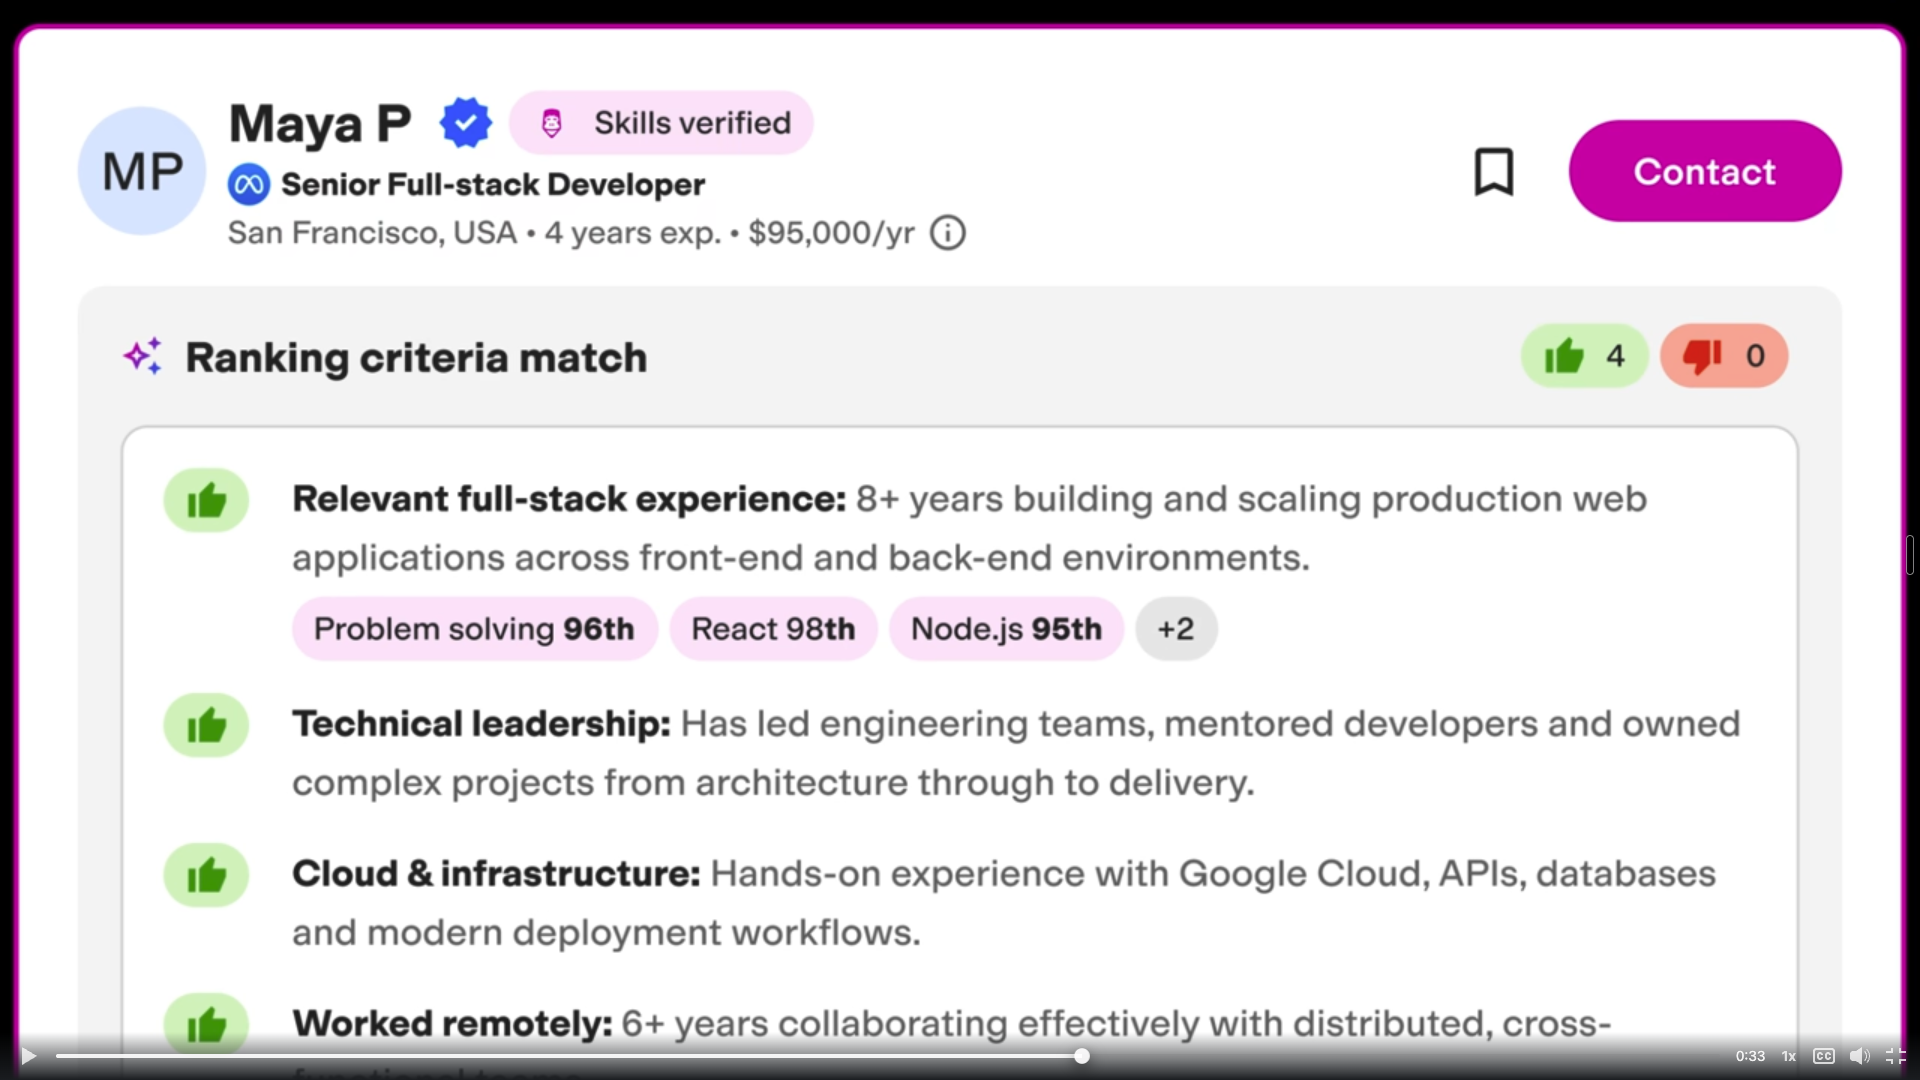 MP
Maya P
Skills verified
Senior Full-stack Developer
San Francisco, USA • 4 years exp. • $95,000/yr
Contact
Ranking criteria match
4
0
Relevant full-stack experience: 8+ years building and scaling production web
applications across front-end and back-end environments.
Problem solving 96th
React 98th
Node.js 95th
+2
Technical leadership: Has led engineering teams, mentored developers and owned
complex projects from architecture through to delivery.
Cloud & infrastructure: Hands-on experience with Google Cloud, APIs, databases
and modern deployment workflows.
Worked remotely: 6+ years collaborating effectively with distributed, cross-
functional teams
0:33
1x
CC